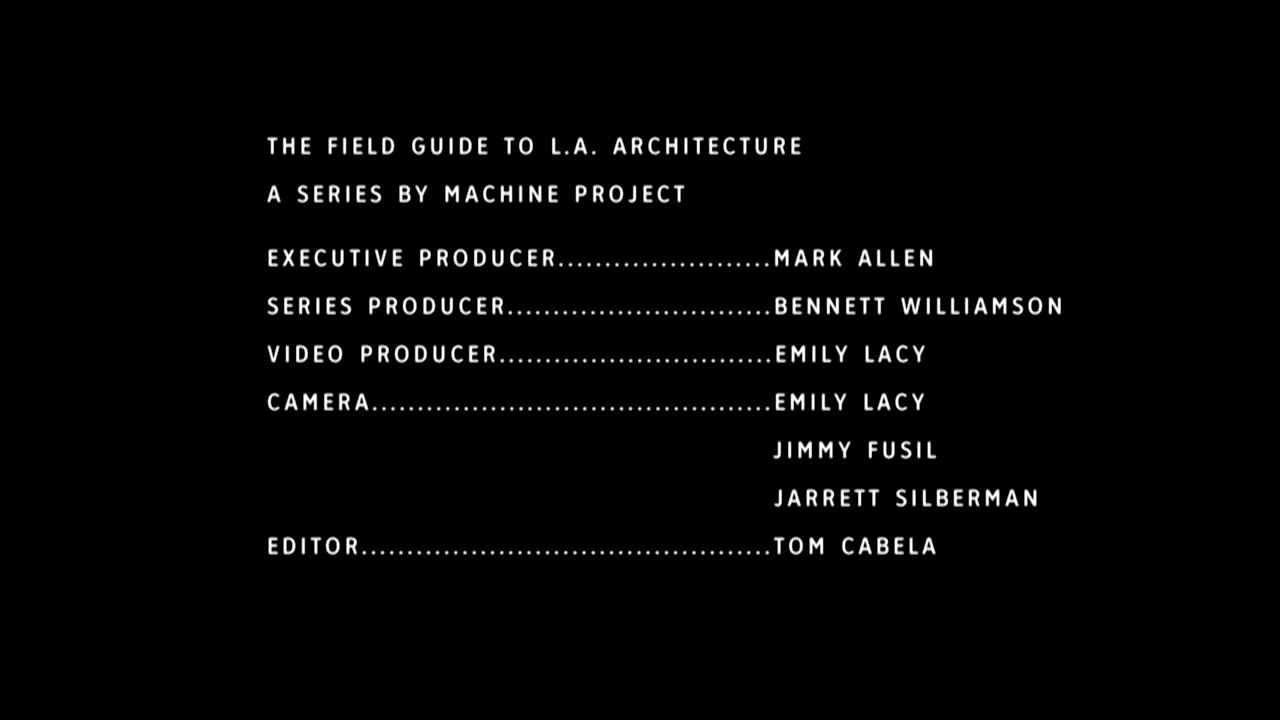 THE FIELD GUIDE TO L.A. ARCHITECTURE
A SERIES BY MACHINE PROJECT
EXECUTIVE PRODUCER.......................MARK ALLEN
SERIES PRODUCER............................BENNETT WILLIAMSON
VIDEO PRODUCER.............................EMILY LACY
CAMERA...........................................EMILY LACY
JIMMY FUSIL
JARRETT SILBERMAN
EDITOR............................................TOM CABELA